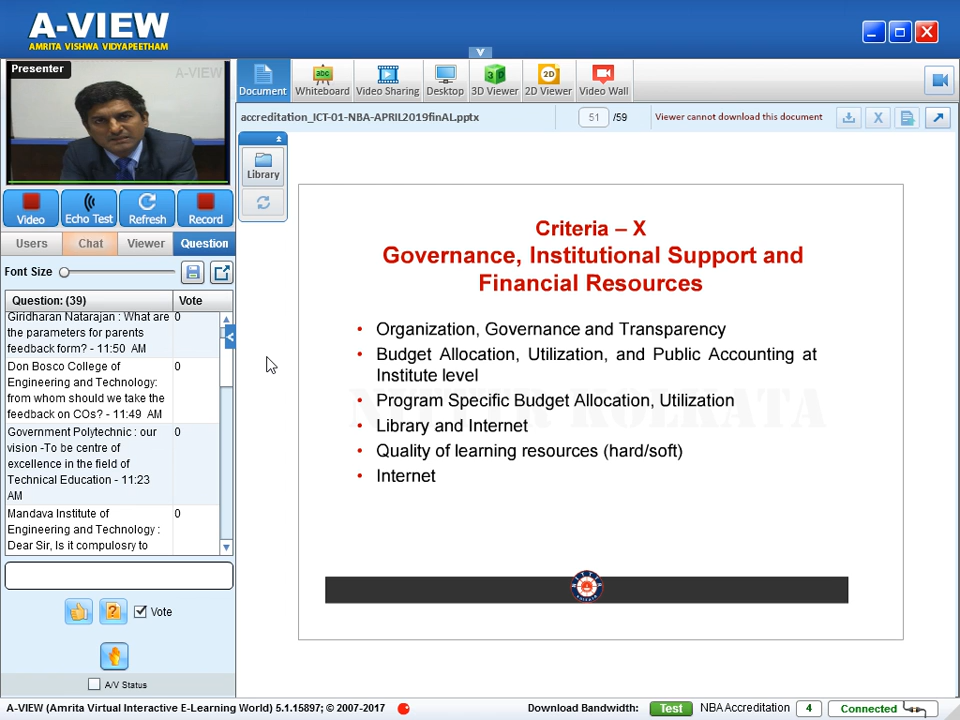 A-VIEW
AMRITA VISHWA VIDYAPEETHAM
Presenter
A-VIEW
Document
Whiteboard
Video Sharing
Desktop
3D Viewer
2D Viewer
Video Wall
accreditation_ICT-01-NBA-APRIL2019finAL.pptx
51 /59
Viewer cannot download this document
Library
Video
Echo Test
Refresh
Record
Users
Chat
Viewer
Question
Font Size
Question: (39)
Vote
Giridharan Natarajan : What are 0
the parameters for parents
feedback form? - 11:50 AM
Don Bosco College of 0
Engineering and Technology:
from whom should we take the
feedback on COs? - 11:49 AM
Government Polytechnic : our 0
vision -To be centre of
excellence in the field of
Technical Education - 11:23
AM
Mandava Institute of 0
Engineering and Technology :
Dear Sir, Is it compulosry to
Vote
A/V Status
Criteria – X
Governance, Institutional Support and
Financial Resources
• Organization, Governance and Transparency
• Budget Allocation, Utilization, and Public Accounting at
Institute level
• Program Specific Budget Allocation, Utilization
• Library and Internet
• Quality of learning resources (hard/soft)
• Internet
NITTTR KOLKATA
A-VIEW (Amrita Virtual Interactive E-Learning World) 5.1.15897; © 2007-2017
Download Bandwidth:
Test
NBA Accreditation
4
Connected